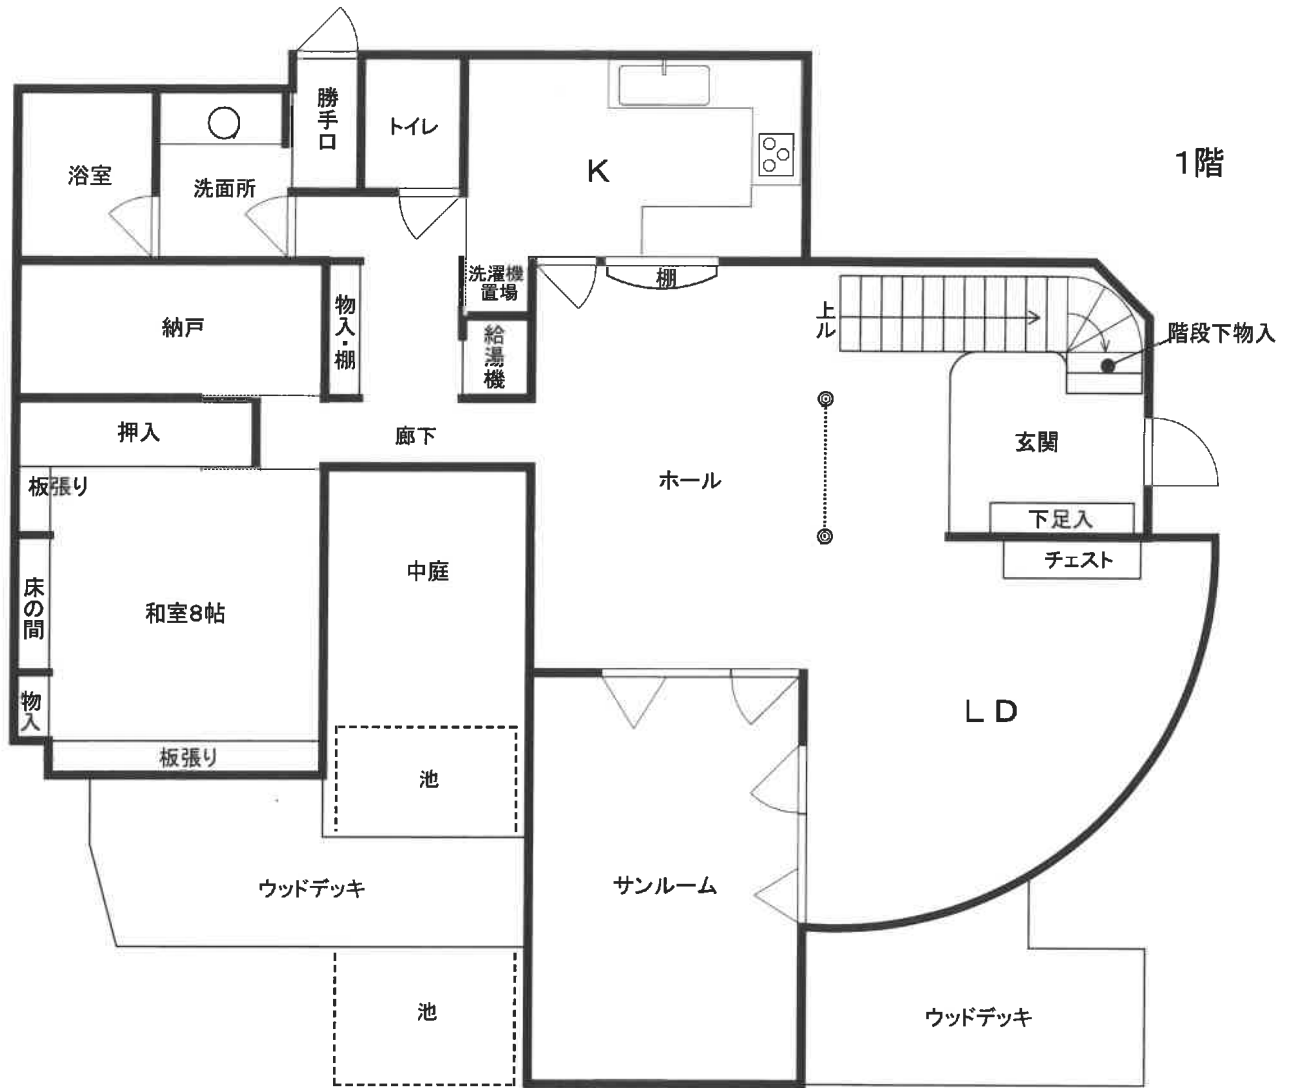 1階
勝手口
トイレ
K
浴室
洗面所
洗濯機
置場
棚
納戸
物入・棚
給湯機
上ル
階段下物入
押入
廊下
玄関
ホール
板張り
下足入
チェスト
中庭
床の間
和室8帖
物入
LD
板張り
池
ウッドデッキ
サンルーム
池
ウッドデッキ